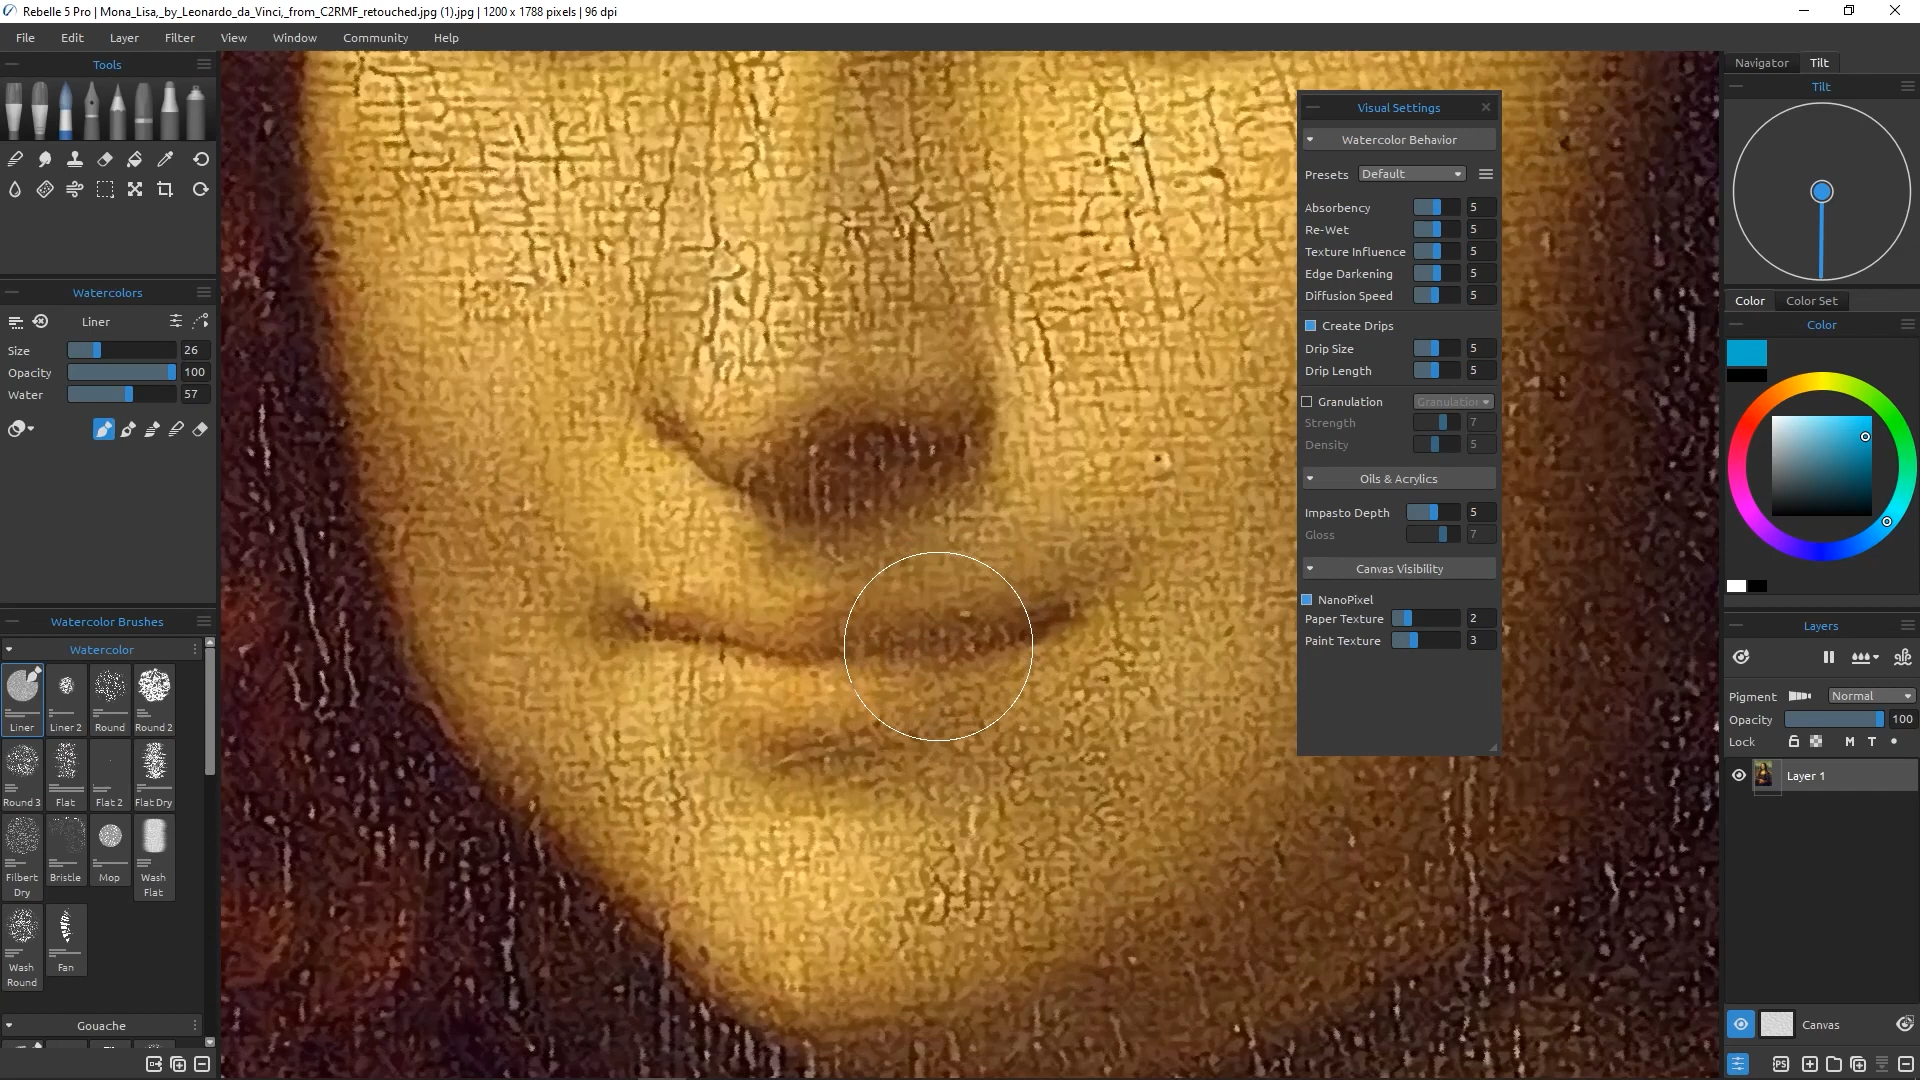 Rebelle 5 Pro | Mona_Lisa,_by_Leonardo_da_Vinci,_from_C2RMF_retouched.jpg (1).jpg | 1200 x 1788 pixels | 96 dpi
File Edit Layer Filter View Window Community Help
Tools
Watercolors
Liner
Size 26
Opacity 100
Water 57
Watercolor Brushes
Watercolor
Liner Liner 2 Round Round 2
Round 3 Flat Flat 2 Flat Dry
Filbert Dry Bristle Mop Wash Flat
Wash Round Fan
Gouache
Visual Settings
Watercolor Behavior
Presets Default
Absorbency 5
Re-Wet 5
Texture Influence 5
Edge Darkening 5
Diffusion Speed 5
Create Drips
Drip Size 5
Drip Length 5
Granulation Granulation
Strength 7
Density 5
Oils & Acrylics
Impasto Depth 5
Gloss 7
Canvas Visibility
NanoPixel
Paper Texture 2
Paint Texture 3
Navigator Tilt
Tilt
Color Color Set
Color
Layers
Pigment Normal
Opacity 100
Lock M T
Layer 1
Canvas
PS